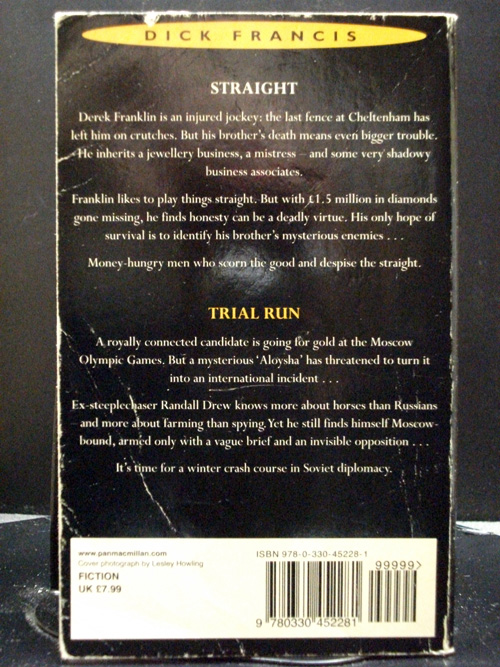 DICK FRANCIS
STRAIGHT
Derek Franklin is an injured jockey: the last fence at Cheltenham has
left him on crutches. But his brother's death means even bigger trouble.
He inherits a jewellery business, a mistress – and some very shadowy
business associates.
Franklin likes to play things straight. But with £1.5 million in diamonds
gone missing, he finds honesty can be a deadly virtue. His only hope of
survival is to identify his brother's mysterious enemies . . .
Money-hungry men who scorn the good and despise the straight.
TRIAL RUN
A royally connected candidate is going for gold at the Moscow
Olympic Games. But a mysterious 'Aloysha' has threatened to turn it
into an international incident . . .
Ex-steeplechaser Randall Drew knows more about horses than Russians
and more about farming than spying. Yet he still finds himself Moscow-
bound, armed only with a vague brief and an invisible opposition . . .
It's time for a winter crash course in Soviet diplomacy.
www.panmacmillan.com
Cover photograph by Lesley Howling
FICTION
UK £7.99
ISBN 978-0-330-45228-1
99999>
9 780330 452281